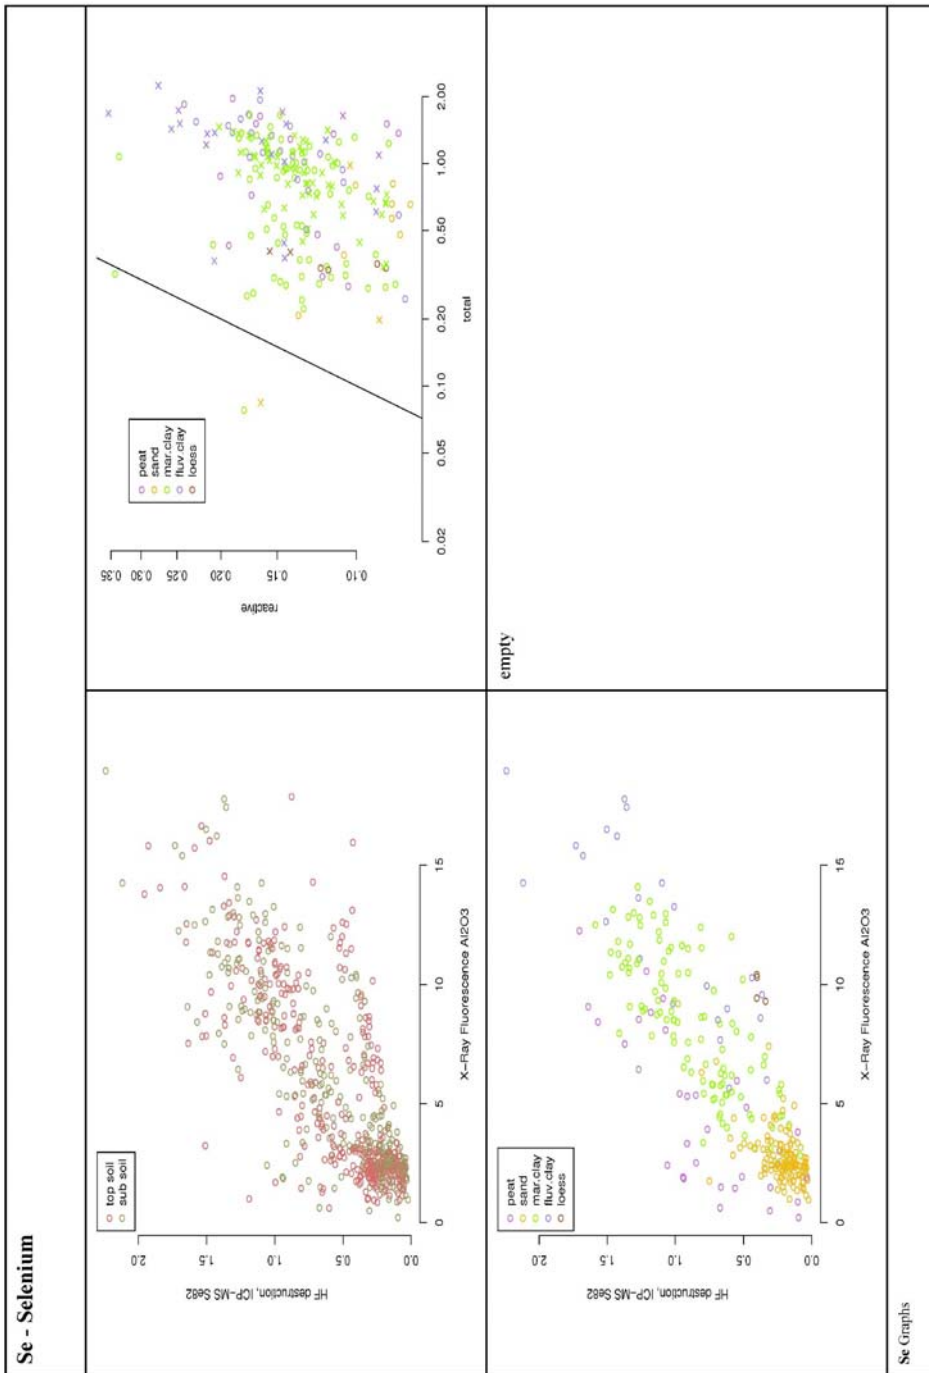 Se - Selenium
top soil
sub soil
HF destruction, ICP-MS Se82
0.0 0.5 1.0 1.5 2.0
0 5 10 15
X-Ray Fluorescence Al2O3
peat
sand
mar.clay
fluv.clay
loess
reactive
0.10 0.15 0.20 0.25 0.30 0.35
0.02 0.05 0.10 0.20 0.50 1.00 2.00
total
peat
sand
mar.clay
fluv.clay
loess
HF destruction, ICP-MS Se82
0.0 0.5 1.0 1.5 2.0
0 5 10 15
X-Ray Fluorescence Al2O3
empty
Se Graphs